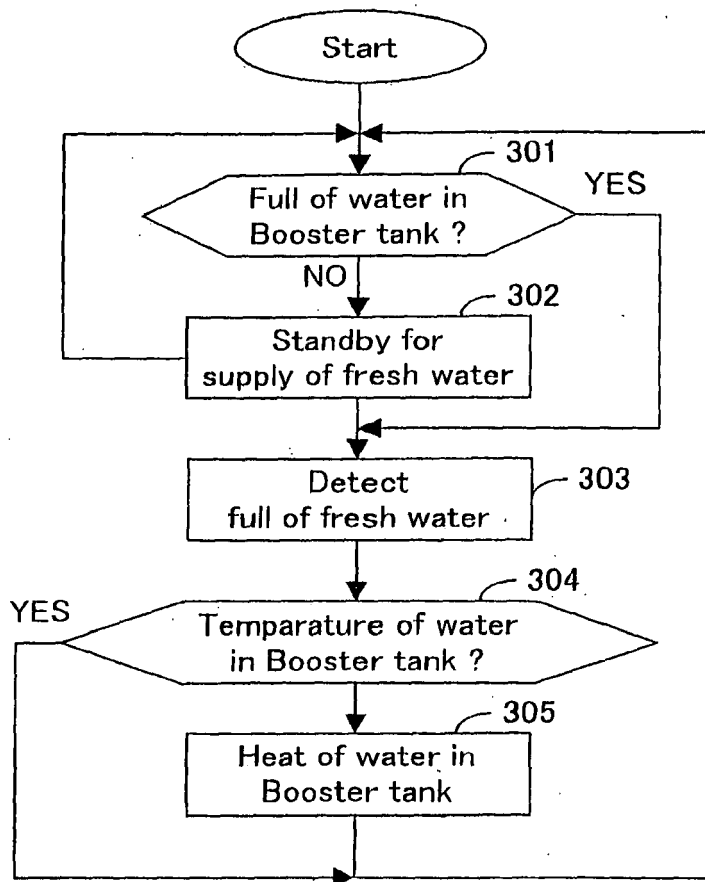 Start
301
Full of water in
Booster tank ?
YES
NO
302
Standby for
supply of fresh water
303
Detect
full of fresh water
304
YES
Temparature of water
in Booster tank ?
305
Heat of water in
Booster tank